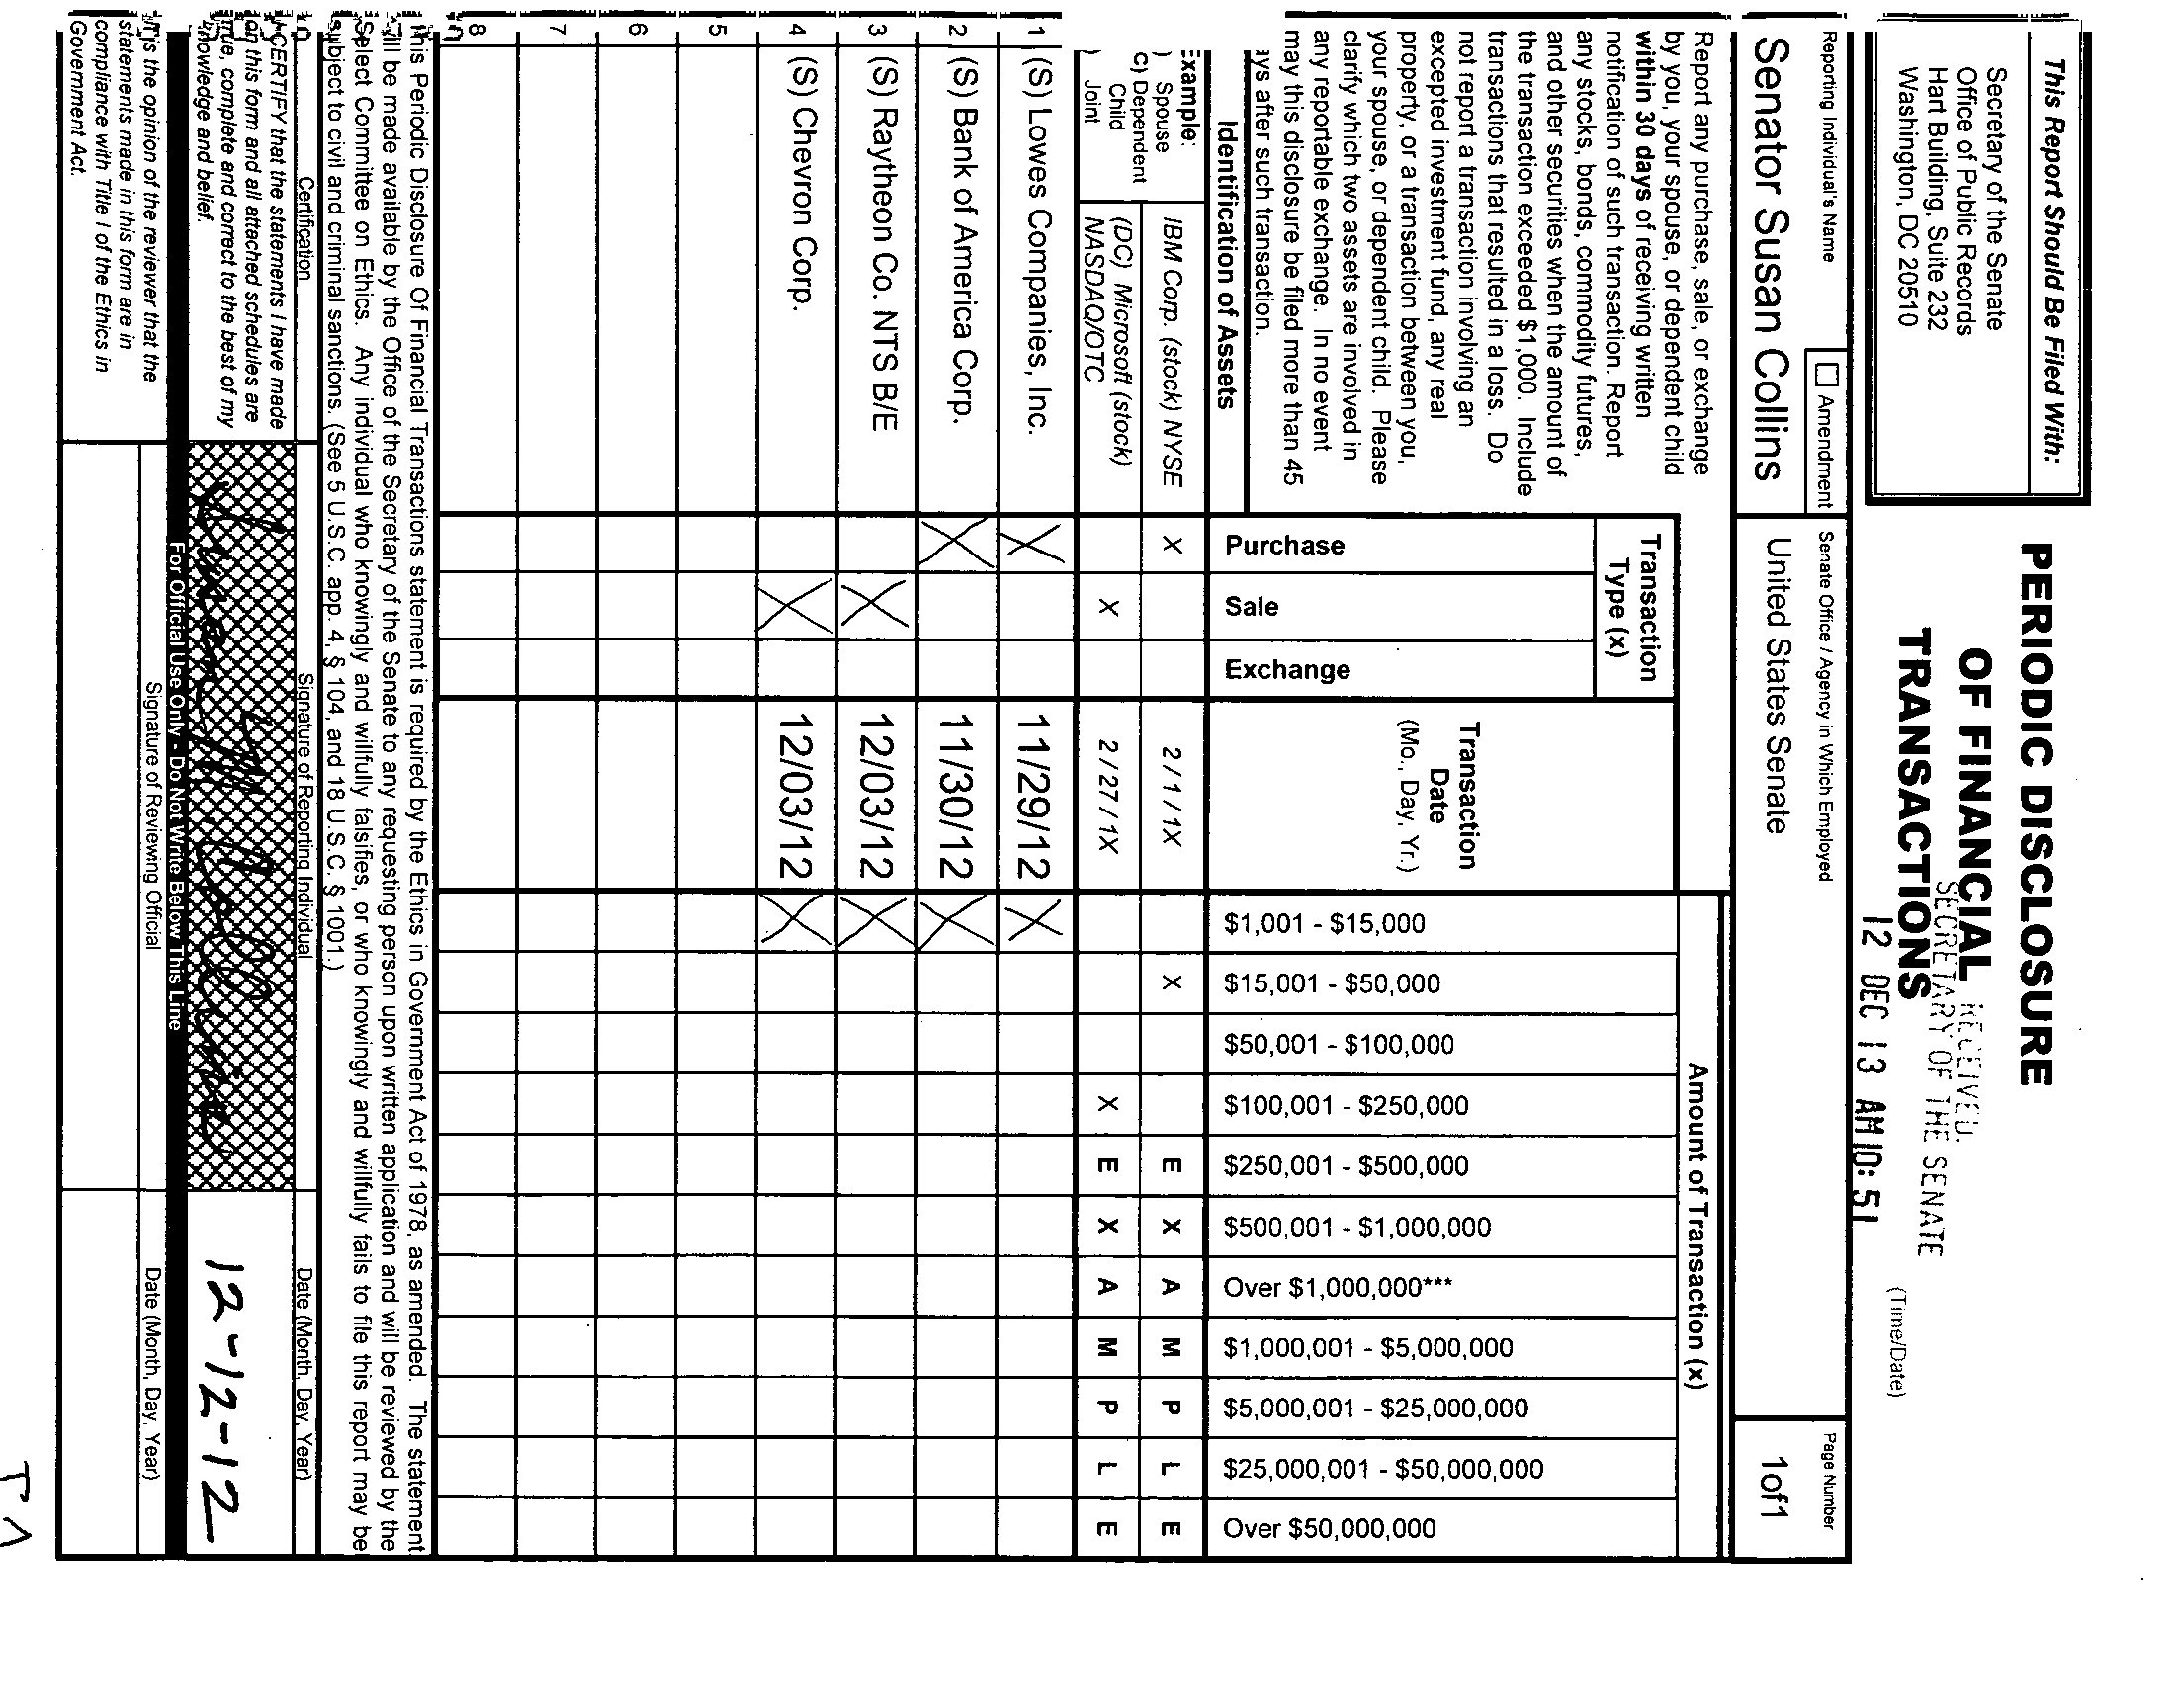 This Report Should Be Filed With:
Secretary of the Senate
Office of Public Records
Hart Building, Suite 232
Washington, DC 20510
PERIODIC DISCLOSURE
OF FINANCIAL
TRANSACTIONS
RECEIVED.
SECRETARY OF THE SENATE
12 DEC 13 AM 10: 51
(Time/Date)
Reporting Individual's Name
Amendment
Senate Office / Agency in Which Employed
Page Number
Senator Susan Collins
United States Senate
1of1
Report any purchase, sale, or exchange
by you, your spouse, or dependent child
within 30 days of receiving written
notification of such transaction. Report
any stocks, bonds, commodity futures,
and other securities when the amount of
the transaction exceeded $1,000. Include
transactions that resulted in a loss. Do
not report a transaction involving an
excepted investment fund, any real
property, or a transaction between you,
your spouse, or dependent child. Please
clarify which two assets are involved in
any reportable exchange. In no event
may this disclosure be filed more than 45
ays after such transaction.
Identification of Assets
Transaction
Type (x)
Purchase
Sale
Exchange
Transaction
Date
(Mo., Day, Yr.)
Amount of Transaction (x)
$1,001 - $15,000
$15,001 - $50,000
$50,001 - $100,000
$100,001 - $250,000
$250,001 - $500,000
$500,001 - $1,000,000
Over $1,000,000***
$1,000,001 - $5,000,000
$5,000,001 - $25,000,000
$25,000,001 - $50,000,000
Over $50,000,000
Example:
) Spouse
C) Dependent
Child
) Joint
IBM Corp. (stock) NYSE X 2 / 1 / 1X X E X A M P L E
(DC) Microsoft (stock)
NASDAQ/OTC X 2 / 27 / 1X X E X A M P L E
1 (S) Lowes Companies, Inc. X 11/29/12 X
2 (S) Bank of America Corp. X 11/30/12 X
3 (S) Raytheon Co. NTS B/E X 12/03/12 X
4 (S) Chevron Corp. X 12/03/12 X
5
6
7
8
This Periodic Disclosure Of Financial Transactions statement is required by the Ethics in Government Act of 1978, as amended. The statement
will be made available by the Office of the Secretary of the Senate to any requesting person upon written application and will be reviewed by the
Select Committee on Ethics. Any individual who knowingly and willfully falsifies, or who knowingly and willfully fails to file this report may be
subject to civil and criminal sanctions. (See 5 U.S.C. app. 4, § 104, and 18 U.S.C. § 1001.)
Certification
Signature of Reporting Individual
Date (Month, Day, Year)
I CERTIFY that the statements I have made
on this form and all attached schedules are
true, complete and correct to the best of my
knowledge and belief.
12-12-12
For Official Use Only - Do Not Write Below This Line
It is the opinion of the reviewer that the
statements made in this form are in
compliance with Title I of the Ethics in
Government Act.
Signature of Reviewing Official
Date (Month, Day, Year)